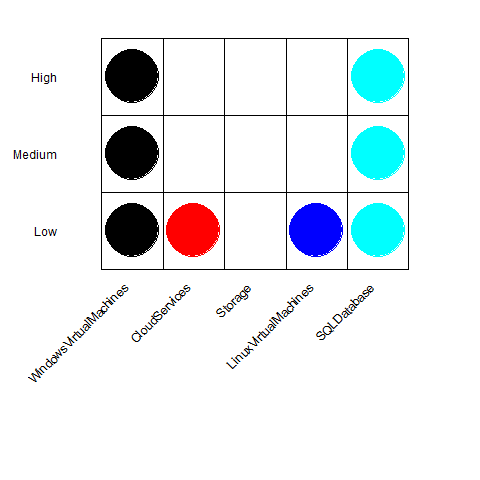 High
Medium
Low
WindowsVirtualMachines
CloudServices
Storage
LinuxVirtualMachines
SQLDatabase